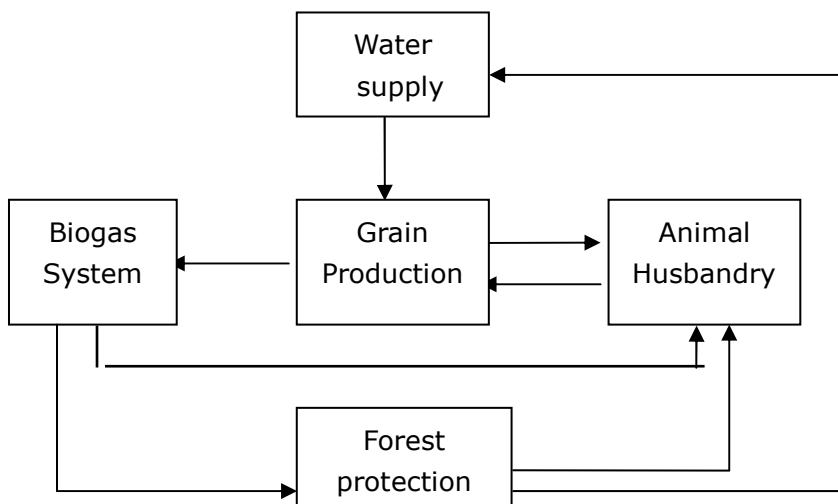 Water
supply
Biogas
System
Grain
Production
Animal
Husbandry
Forest
protection